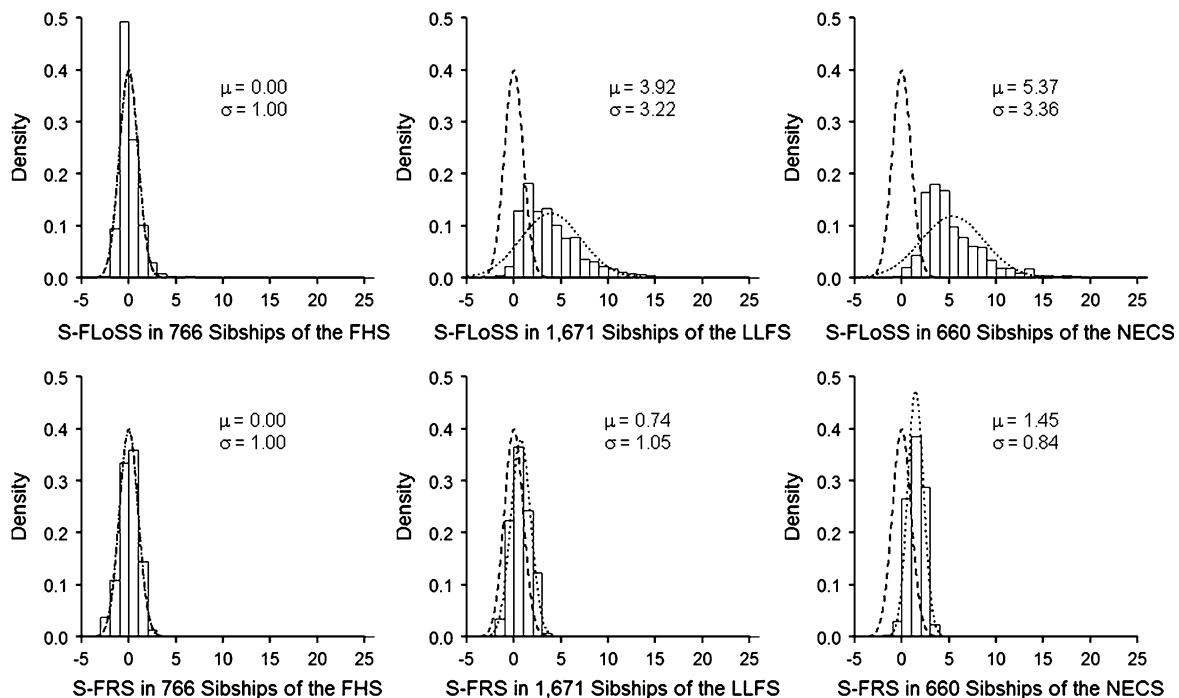 0.5
0.4
0.3
0.2
0.1
0.0
Density
μ = 0.00
σ = 1.00
-5 0 5 10 15 20 25
S-FLoSS in 766 Sibships of the FHS
0.5
0.4
0.3
0.2
0.1
0.0
Density
μ = 3.92
σ = 3.22
-5 0 5 10 15 20 25
S-FLoSS in 1,671 Sibships of the LLFS
0.5
0.4
0.3
0.2
0.1
0.0
Density
μ = 5.37
σ = 3.36
-5 0 5 10 15 20 25
S-FLoSS in 660 Sibships of the NECS
0.5
0.4
0.3
0.2
0.1
0.0
Density
μ = 0.00
σ = 1.00
-5 0 5 10 15 20 25
S-FRS in 766 Sibships of the FHS
0.5
0.4
0.3
0.2
0.1
0.0
Density
μ = 0.74
σ = 1.05
-5 0 5 10 15 20 25
S-FRS in 1,671 Sibships of the LLFS
0.5
0.4
0.3
0.2
0.1
0.0
Density
μ = 1.45
σ = 0.84
-5 0 5 10 15 20 25
S-FRS in 660 Sibships of the NECS